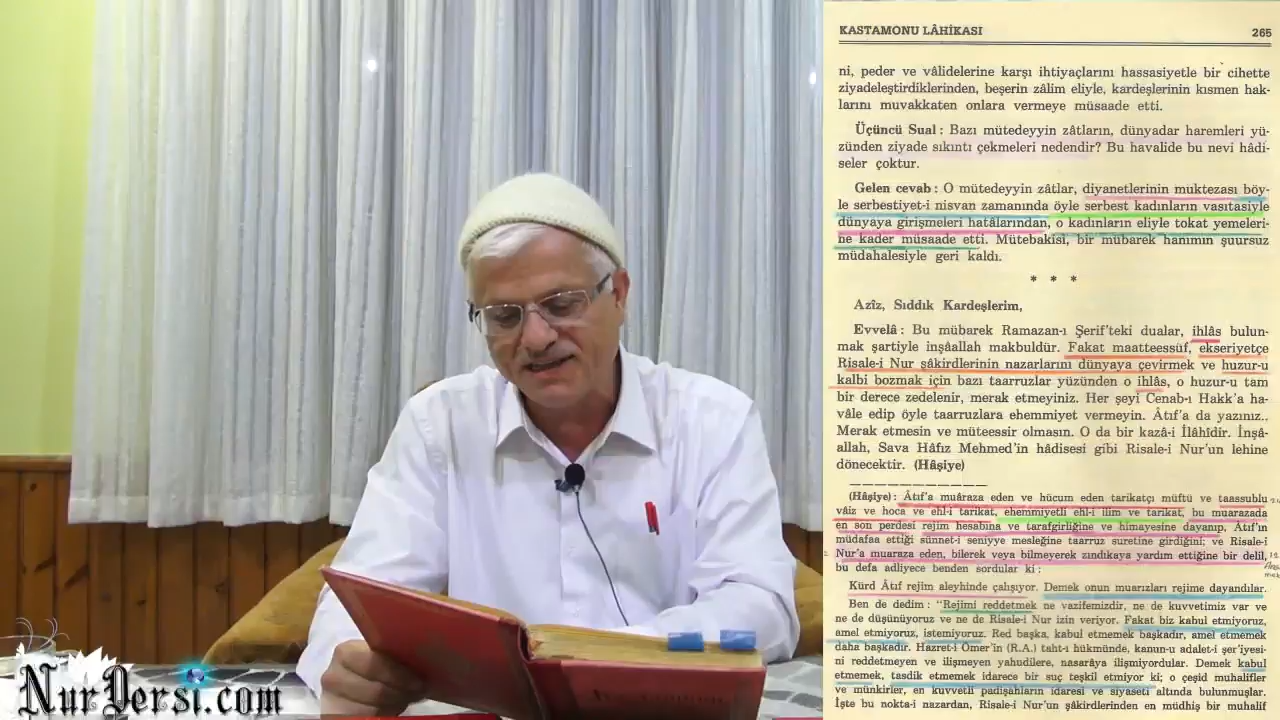 KASTAMONU LÂHİKASI 265
ni, peder ve vâlidelerine karşı ihtiyaçlarını hassasiyetle bir cihette
ziyadeleştirdiklerinden, beşerin zâlim eliyle, kardeşlerinin kısmen hak-
larını muvakkaten onlara vermeye müsaade etti.
Üçüncü Sual : Bazı mütedeyyin zâtların, dünyadar haremleri yü-
zünden ziyade sıkıntı çekmeleri nedendir? Bu havalide bu nevi hâdi-
seler çoktur.
Gelen cevab : O mütedeyyin zâtlar, diyanetlerinin muktezası böy-
le serbestiyet-i nisvan zamanında öyle serbest kadınların vasıtasiyle
dünyaya girişmeleri hatâlarından, o kadınların eliyle tokat yemeleri-
ne kader müsaade etti. Mütebakisi, bir mübarek hanımın şuursuz
müdahalesiyle geri kaldı.
* * *
Azîz, Sıddık Kardeşlerim,
Evvelâ : Bu mübarek Ramazan-ı Şerif'teki dualar, ihlâs bulun-
mak şartiyle inşâallah makbuldür. Fakat maatteessüf, ekseriyetçe
Risale-i Nur şâkirdlerinin nazarlarını dünyaya çevirmek ve huzur-u
kalbi bozmak için bazı taarruzlar yüzünden o ihlâs, o huzur-u tam
bir derece zedelenir, merak etmeyiniz. Her şeyi Cenab-ı Hakk'a ha-
vâle edip öyle taarruzlara ehemmiyet vermeyin. Âtıf'a da yazınız..
Merak etmesin ve müteessir olmasın. O da bir kazâ-i İlâhîdir. İnşâ-
allah, Sava Hâfız Mehmed'in hâdisesi gibi Risale-i Nur'un lehine
dönecektir. (Hâşiye)
(Hâşiye) : Âtıf'a muâraza eden ve hücum eden tarikatçı müftü ve taassublu
vâiz ve hoca ve ehl-i tarikat, ehemmiyetli ehl-i ilim ve tarikat, bu muarazada
en son perdesi rejim hesabına ve tarafgirliğine ve himayesine dayanıp, Âtıf'ın
müdafaa ettiği sünnet-i seniyye mesleğine taarruz suretine girdiğini; ve Risale-i
Nur'a muaraza eden, bilerek veya bilmeyerek zındıkaya yardım ettiğine bir delil,
bu defa adliyece benden sordular ki :
Kürd Âtıf rejim aleyhinde çalışıyor. Demek onun muarızları rejime dayandılar.
Ben de dedim : "Rejimi reddetmek ne vazifemizdir, ne de kuvvetimiz var ve
ne de düşünüyoruz ve ne de Risale-i Nur izin veriyor. Fakat biz kabul etmiyoruz,
amel etmiyoruz, istemiyoruz. Red başka, kabul etmemek başkadır, amel etmemek
daha başkadır. Hazret-i Ömer'in (R.A.) taht-ı hükmünde, kanun-u adalet-i şer'iyesi-
ni reddetmeyen ve ilişmeyen yahudilere, nasârâya ilişmiyordular. Demek kabul
etmemek, tasdik etmemek idarece bir suç teşkil etmiyor ki; o çeşid muhalifler
ve münkirler, en kuvvetli padişahların idaresi ve siyaseti altında bulunmuşlar.
İşte bu nokta-i nazardan, Risale-i Nur'un şâkirdlerinden en müdhiş bir muhalif
NurDersi.com